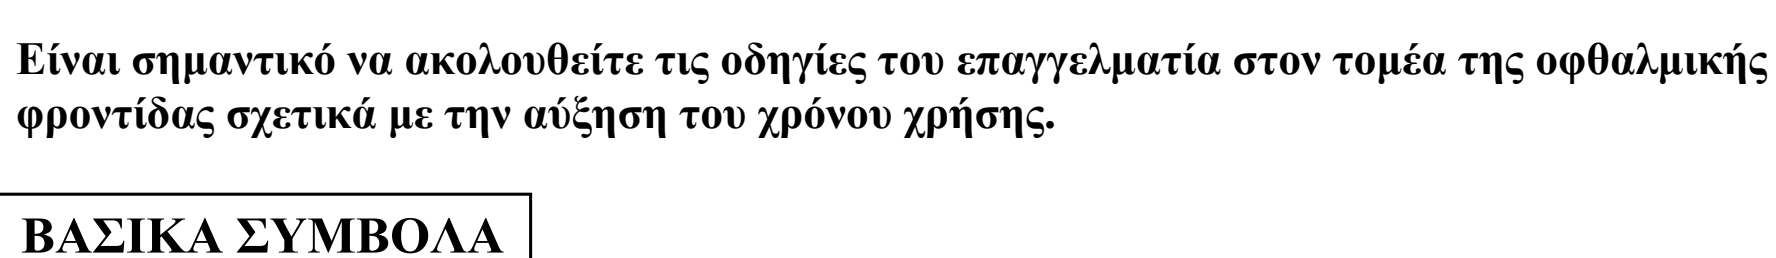 Είναι σημαντικό να ακολουθείτε τις οδηγίες του επαγγελματία στον τομέα της οφθαλμικής
φροντίδας σχετικά με την αύξηση του χρόνου χρήσης.
ΒΑΣΙΚΑ ΣΥΜΒΟΛΑ